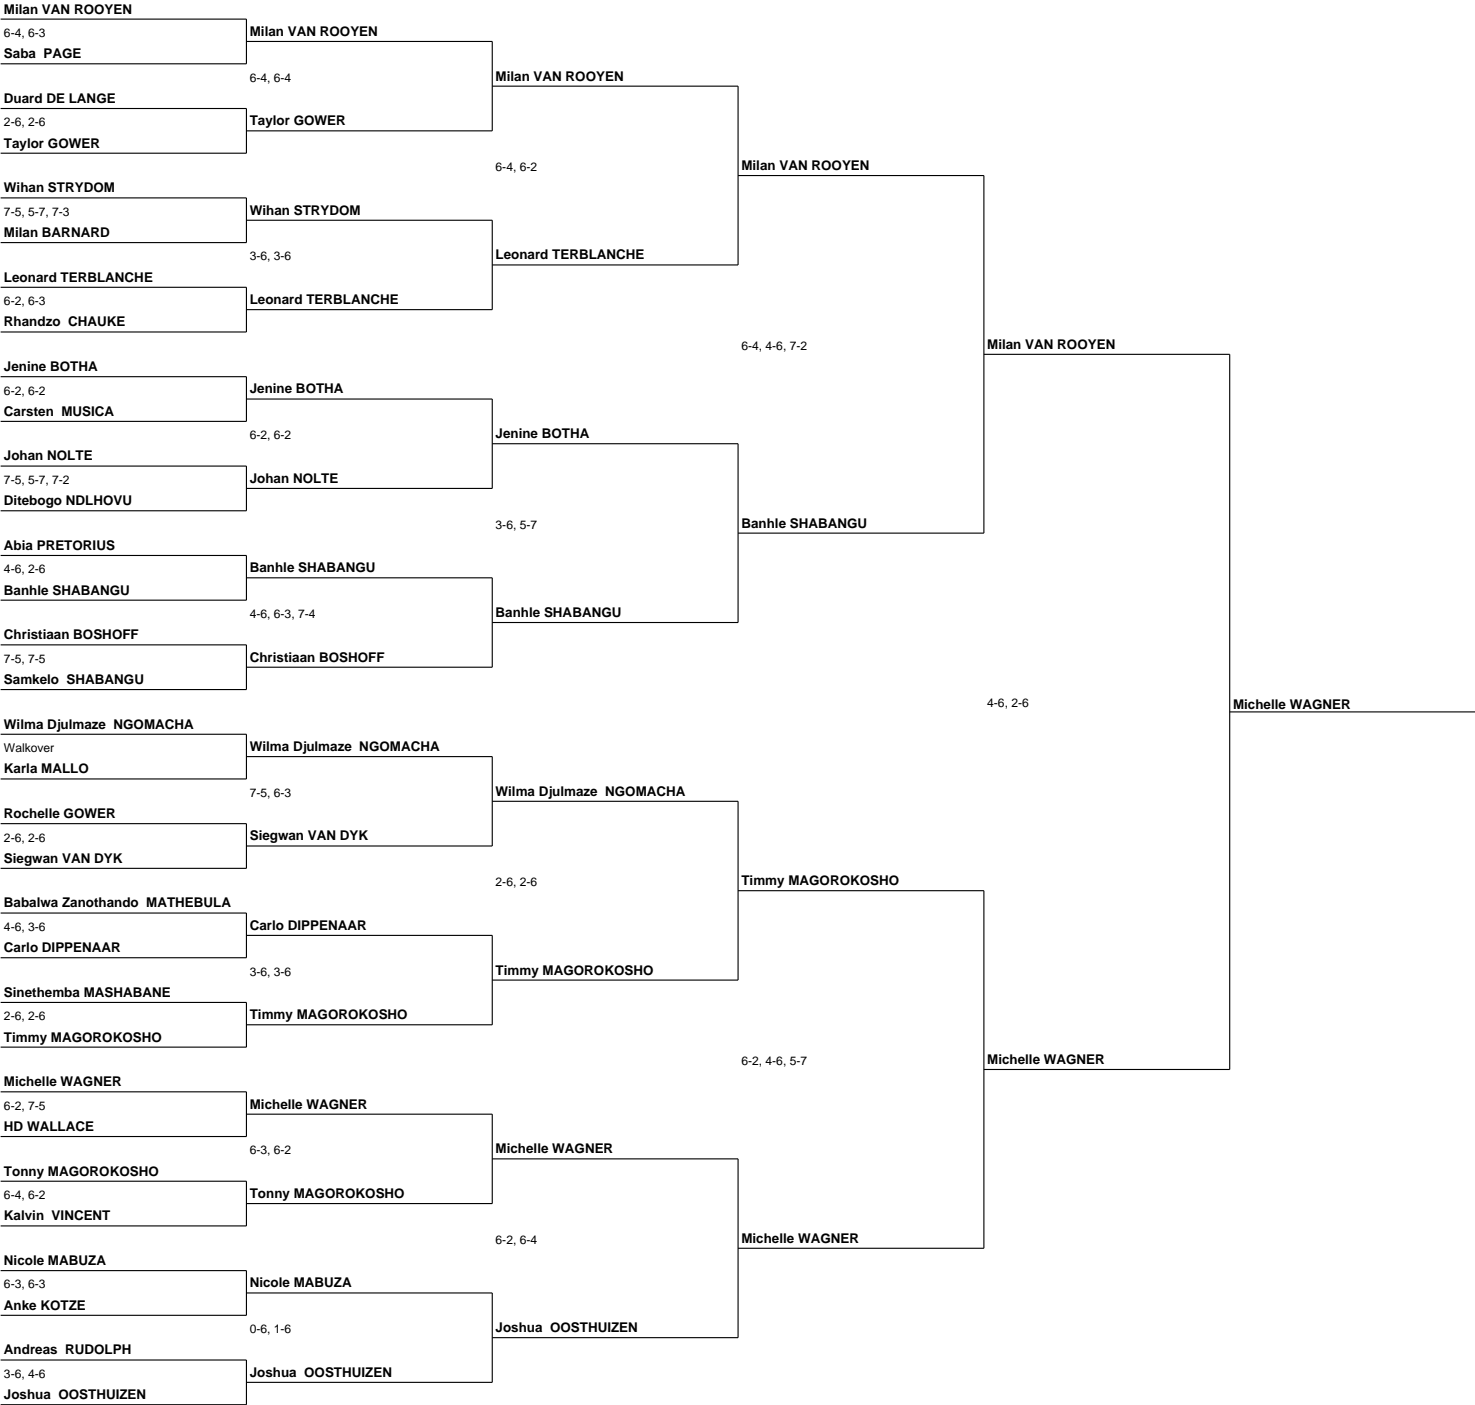 Milan VAN ROOYEN
6-4, 6-3
Saba  PAGE
Duard DE LANGE
2-6, 2-6
Taylor GOWER
Wihan STRYDOM
7-5, 5-7, 7-3
Milan BARNARD
Leonard TERBLANCHE
6-2, 6-3
Rhandzo  CHAUKE
Jenine BOTHA
6-2, 6-2
Carsten  MUSICA
Johan NOLTE
7-5, 5-7, 7-2
Ditebogo NDLHOVU
Abia PRETORIUS
4-6, 2-6
Banhle SHABANGU
Christiaan BOSHOFF
7-5, 7-5
Samkelo  SHABANGU
Wilma Djulmaze  NGOMACHA
Walkover
Karla MALLO
Rochelle GOWER
2-6, 2-6
Siegwan VAN DYK
Babalwa Zanothando  MATHEBULA
4-6, 3-6
Carlo DIPPENAAR
Sinethemba MASHABANE
2-6, 2-6
Timmy MAGOROKOSHO
Michelle WAGNER
6-2, 7-5
HD WALLACE
Tonny MAGOROKOSHO
6-4, 6-2
Kalvin  VINCENT
Nicole MABUZA
6-3, 6-3
Anke KOTZE
Andreas  RUDOLPH
3-6, 4-6
Joshua  OOSTHUIZEN
Milan VAN ROOYEN
6-4, 6-4
Taylor GOWER
Wihan STRYDOM
3-6, 3-6
Leonard TERBLANCHE
Jenine BOTHA
6-2, 6-2
Johan NOLTE
Banhle SHABANGU
4-6, 6-3, 7-4
Christiaan BOSHOFF
Wilma Djulmaze  NGOMACHA
7-5, 6-3
Siegwan VAN DYK
Carlo DIPPENAAR
3-6, 3-6
Timmy MAGOROKOSHO
Michelle WAGNER
6-3, 6-2
Tonny MAGOROKOSHO
Nicole MABUZA
0-6, 1-6
Joshua  OOSTHUIZEN
Milan VAN ROOYEN
6-4, 6-2
Leonard TERBLANCHE
Jenine BOTHA
3-6, 5-7
Banhle SHABANGU
Wilma Djulmaze  NGOMACHA
2-6, 2-6
Timmy MAGOROKOSHO
Michelle WAGNER
6-2, 6-4
Joshua  OOSTHUIZEN
Milan VAN ROOYEN
6-4, 4-6, 7-2
Banhle SHABANGU
Timmy MAGOROKOSHO
6-2, 4-6, 5-7
Michelle WAGNER
Milan VAN ROOYEN
4-6, 2-6
Michelle WAGNER
Michelle WAGNER